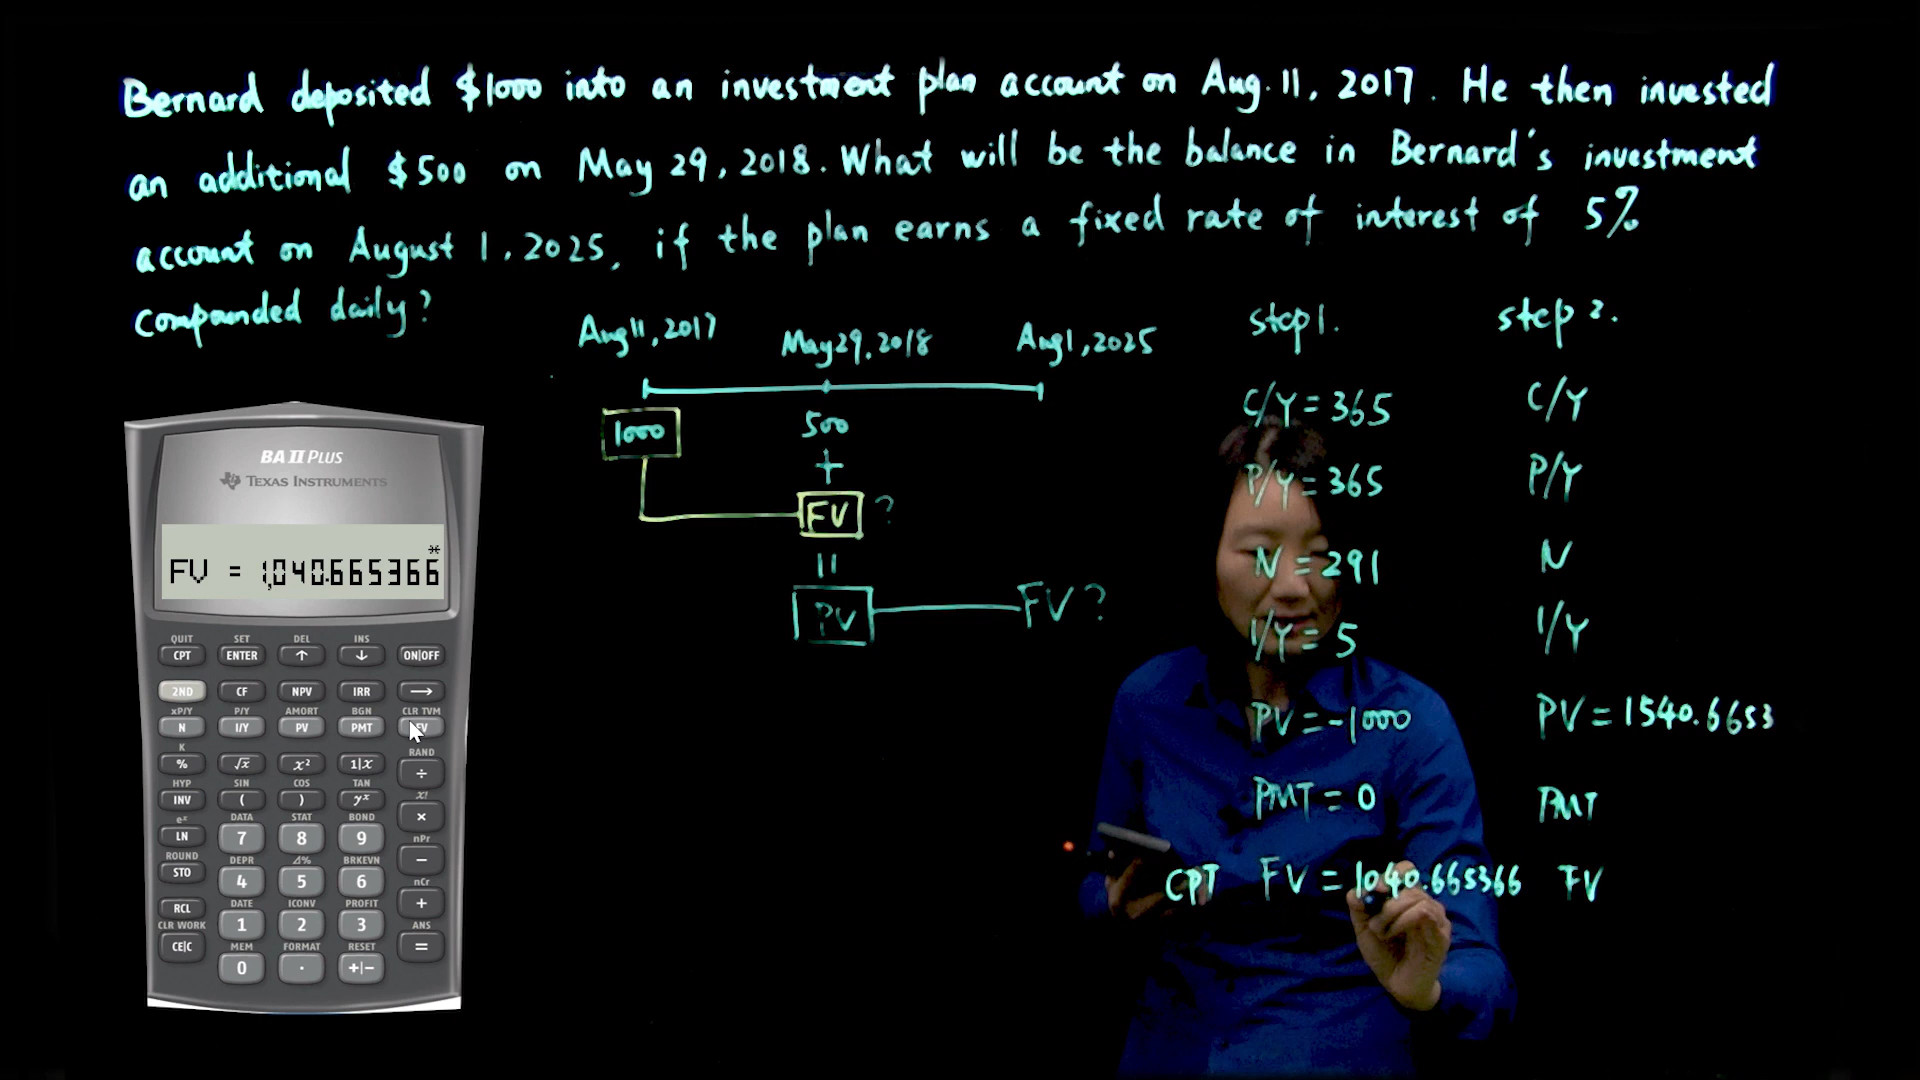 Bernard deposited $1000 into an investment plan account on Aug. 11, 2017. He then invested
an additional $500 on May 29, 2018. What will be the balance in Bernard's investment
account on August 1, 2025, if the plan earns a fixed rate of interest of 5%
compounded daily?
Aug 11, 2017 May 29, 2018 Aug 1, 2025
1000 500
+
FV ?
=
PV FV ?
step 1.
C/Y = 365
P/Y = 365
N = 291
I/Y = 5
PV = -1000
PMT = 0
CPT FV = 1040.665366
step 2.
C/Y
P/Y
N
I/Y
PV = 1540.6653
PMT
FV
BA II PLUS
TEXAS INSTRUMENTS
*
FV = 1,040.665366
QUIT SET DEL INS
CPT ENTER ↑ ↓ ON|OFF
2ND CF NPV IRR →
xP/Y P/Y AMORT BGN CLR TVM
N I/Y PV PMT FV
K RAND
% √x x² 1|x ÷
HYP SIN COS TAN x!
INV ( ) yˣ ×
eˣ DATA STAT BOND nPr
LN 7 8 9 −
ROUND DEPR Δ% BRKEVN nCr
STO 4 5 6 +
DATE ICONV PROFIT ANS
RCL 1 2 3 =
CLR WORK MEM FORMAT RESET
CE|C 0 . +|−